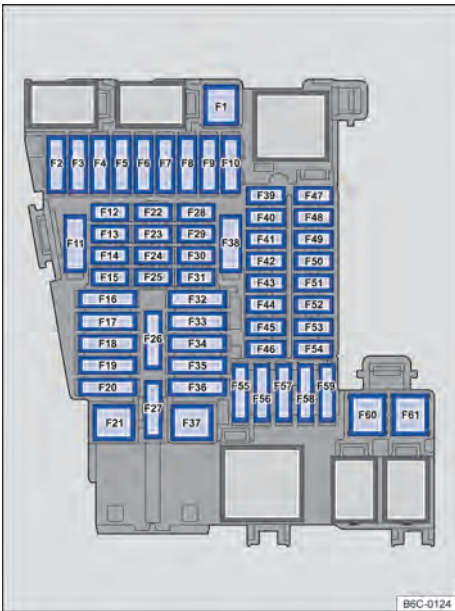 F1
F2 F3 F4 F5 F6 F7 F8 F9 F10
F11
F12 F22 F28
F13 F23 F29
F14 F24 F30
F15 F25 F31
F38
F39 F47
F40 F48
F41 F49
F42 F50
F43 F51
F44 F52
F45 F53
F46 F54
F16 F32
F17 F33
F18 F34
F19 F35
F20 F36
F26
F27
F21 F37
F55 F56 F57 F58 F59
F60 F61
B6C-0124